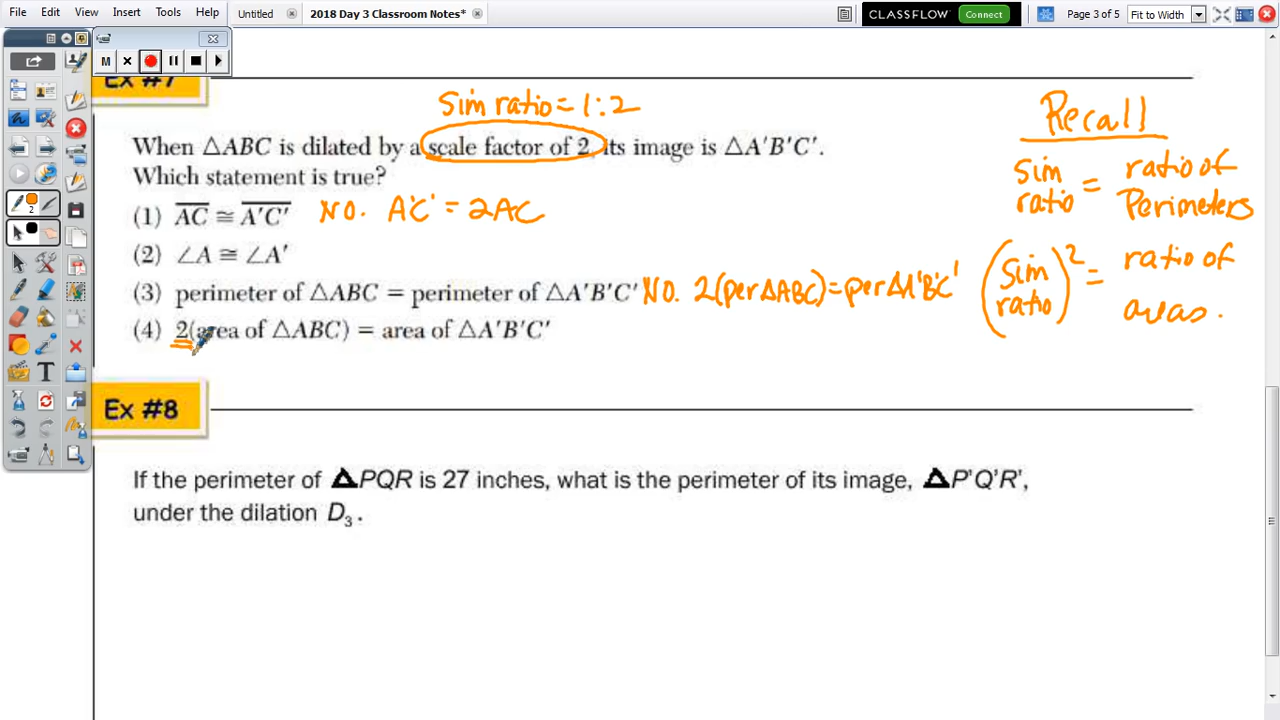 File Edit View Insert Tools Help
Untitled
2018 Day 3 Classroom Notes*
CLASSFLOW Connect
Page 3 of 5
Fit to Width
M
2
T
Ex #7
Sim ratio = 1:2
When △ABC is dilated by a scale factor of 2, its image is △A′B′C′.
Which statement is true?
(1) A̅C̅ ≅ A̅′C̅′ NO. A'C' = 2AC
(2) ∠A ≅ ∠A′
(3) perimeter of △ABC = perimeter of △A′B′C′ NO. 2(per△ABC)=per△A'B'C'
(4) 2(area of △ABC) = area of △A′B′C′
Recall
sim ratio = ratio of Perimeters
(sim ratio)² = ratio of areas.
Ex #8
If the perimeter of △PQR is 27 inches, what is the perimeter of its image, △P'Q'R',
under the dilation D₃.